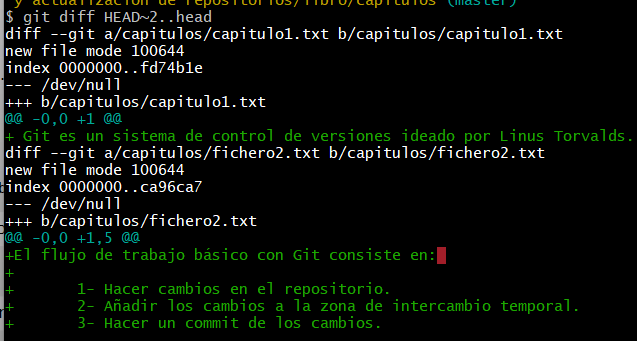 y actualización de repositorios/libro/capitulos (master)
$ git diff HEAD~2..head
diff --git a/capitulos/capitulo1.txt b/capitulos/capitulo1.txt
new file mode 100644
index 0000000..fd74b1e
--- /dev/null
+++ b/capitulos/capitulo1.txt
@@ -0,0 +1 @@
+ Git es un sistema de control de versiones ideado por Linus Torvalds.
diff --git a/capitulos/fichero2.txt b/capitulos/fichero2.txt
new file mode 100644
index 0000000..ca96ca7
--- /dev/null
+++ b/capitulos/fichero2.txt
@@ -0,0 +1,5 @@
+El flujo de trabajo básico con Git consiste en:
+
+       1- Hacer cambios en el repositorio.
+       2- Añadir los cambios a la zona de intercambio temporal.
+       3- Hacer un commit de los cambios.